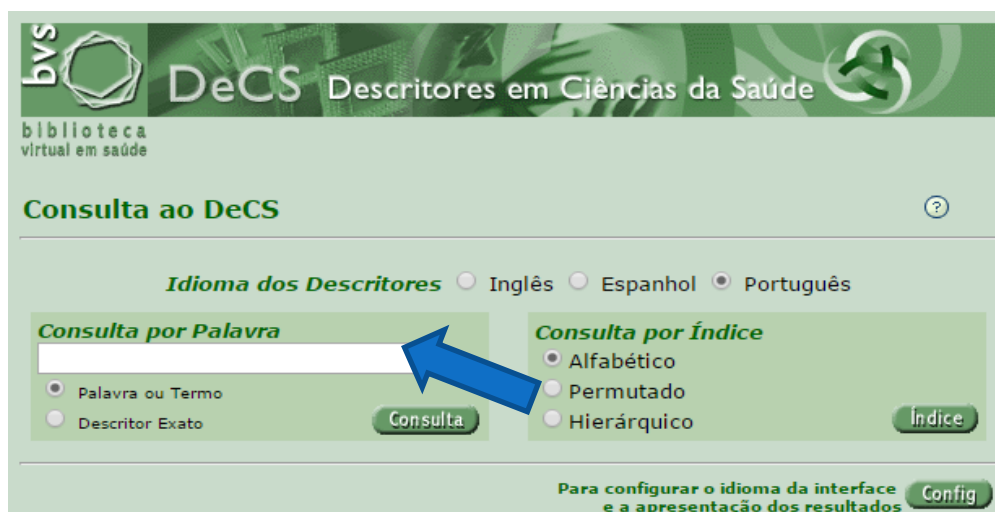 bvs
DeCS Descritores em Ciências da Saúde
biblioteca
virtual em saúde
Consulta ao DeCS
?
Idioma dos Descritores Inglês Espanhol Português
Consulta por Palavra
Palavra ou Termo
Descritor Exato
Consulta
Consulta por Índice
Alfabético
Permutado
Hierárquico
Índice
Para configurar o idioma da interface
e a apresentação dos resultados
Config